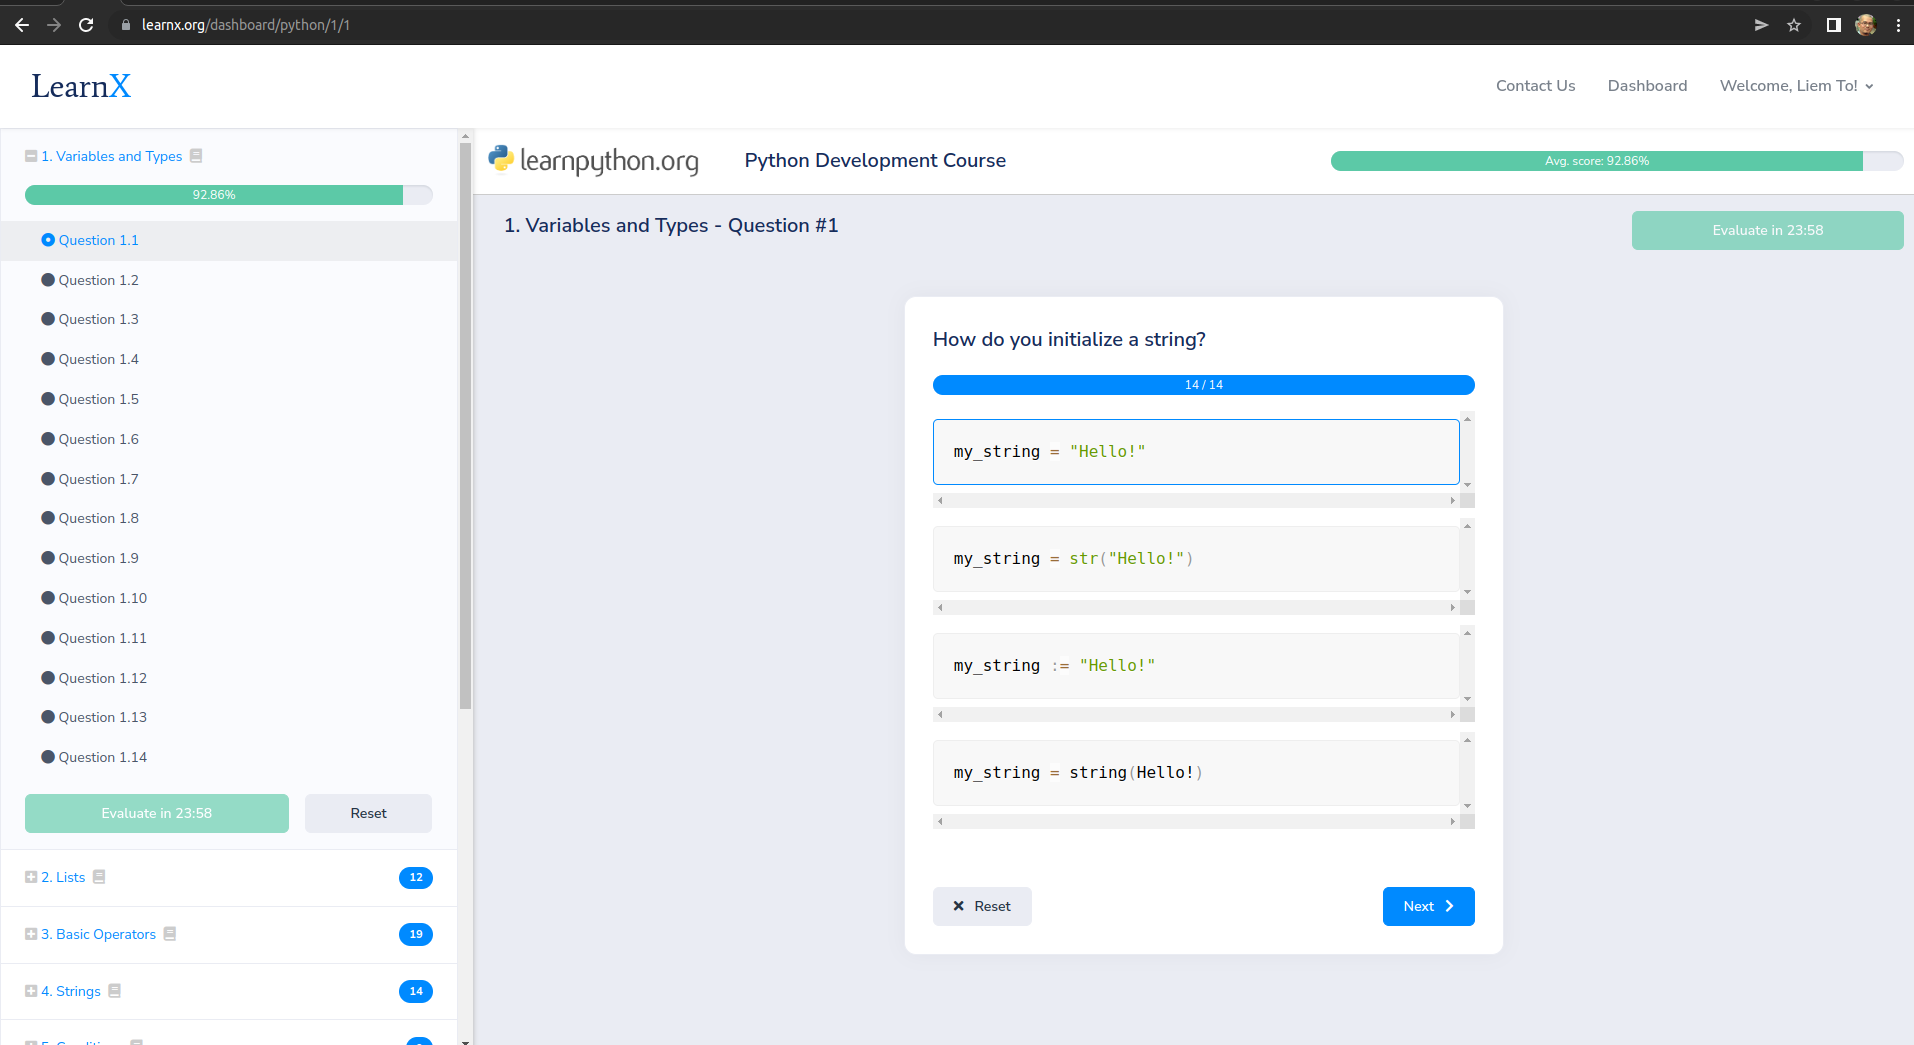 learnx.org/dashboard/python/1/1
LearnX
Contact Us
Dashboard
Welcome, Liem To!
1. Variables and Types
92.86%
Question 1.1
Question 1.2
Question 1.3
Question 1.4
Question 1.5
Question 1.6
Question 1.7
Question 1.8
Question 1.9
Question 1.10
Question 1.11
Question 1.12
Question 1.13
Question 1.14
Evaluate in 23:58
Reset
2. Lists
12
3. Basic Operators
19
4. Strings
14
learnpython.org
Python Development Course
Avg. score: 92.86%
1. Variables and Types - Question #1
Evaluate in 23:58
How do you initialize a string?
14 / 14
my_string = "Hello!"
my_string = str("Hello!")
my_string := "Hello!"
my_string = string(Hello!)
Reset
Next